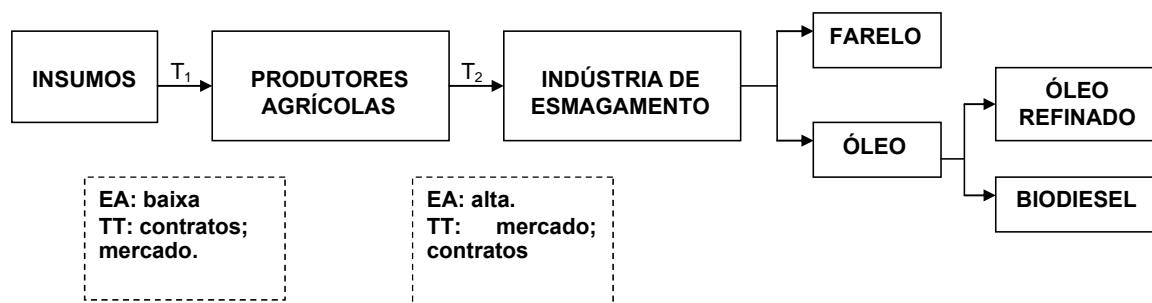 INSUMOS
T1
PRODUTORES
AGRÍCOLAS
T2
INDÚSTRIA DE
ESMAGAMENTO
FARELO
ÓLEO
ÓLEO
REFINADO
BIODIESEL
EA: baixa
TT: contratos;
mercado.
EA: alta.
TT: mercado;
contratos